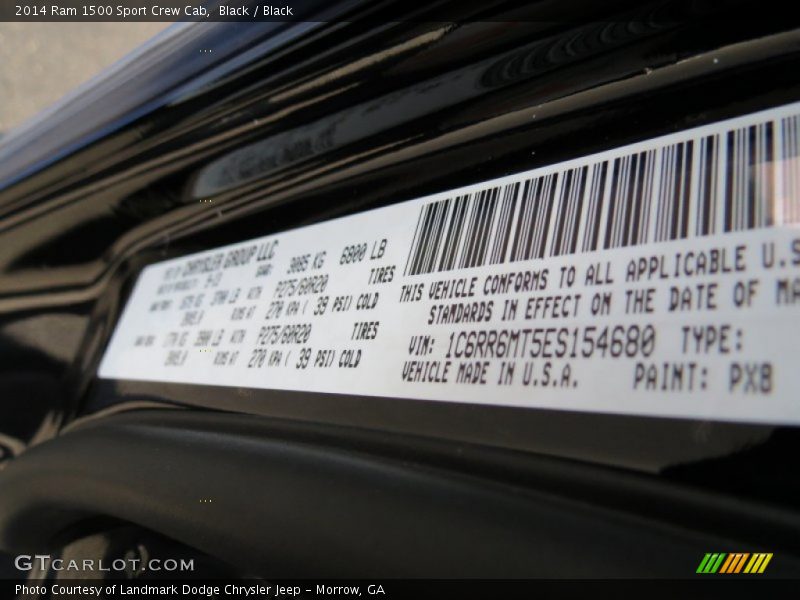 2014 Ram 1500 Sport Crew Cab,  Black / Black
CHRYSLER GROUP LLC
3085 KG 6800 LB
P275/60R20 TIRES
270 KPA ( 39 PSI) COLD
P275/60R20 TIRES
270 KPA ( 39 PSI) COLD
THIS VEHICLE CONFORMS TO ALL APPLICABLE U.S
STANDARDS IN EFFECT ON THE DATE OF MA
VIN: 1C6RR6MT5ES154680 TYPE:
VEHICLE MADE IN U.S.A. PAINT: PX8
GTCARLOT.COM
Photo Courtesy of Landmark Dodge Chrysler Jeep – Morrow, GA